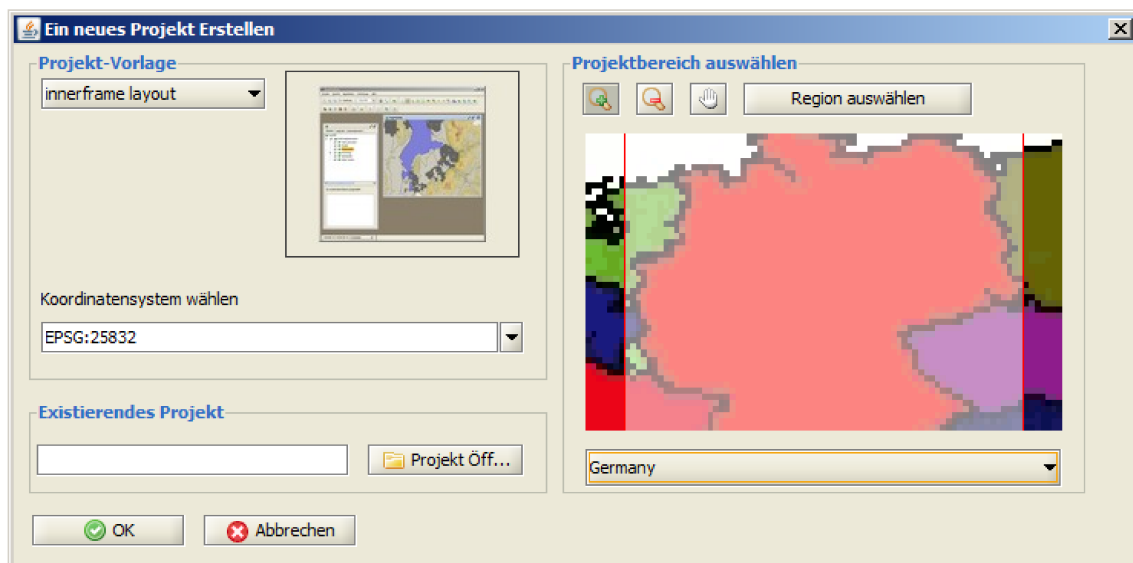 Ein neues Projekt Erstellen
Projekt-Vorlage
innerframe layout
Koordinatensystem wählen
EPSG:25832
Existierendes Projekt
Projekt Öff...
OK
Abbrechen
Projektbereich auswählen
Region auswählen
Germany